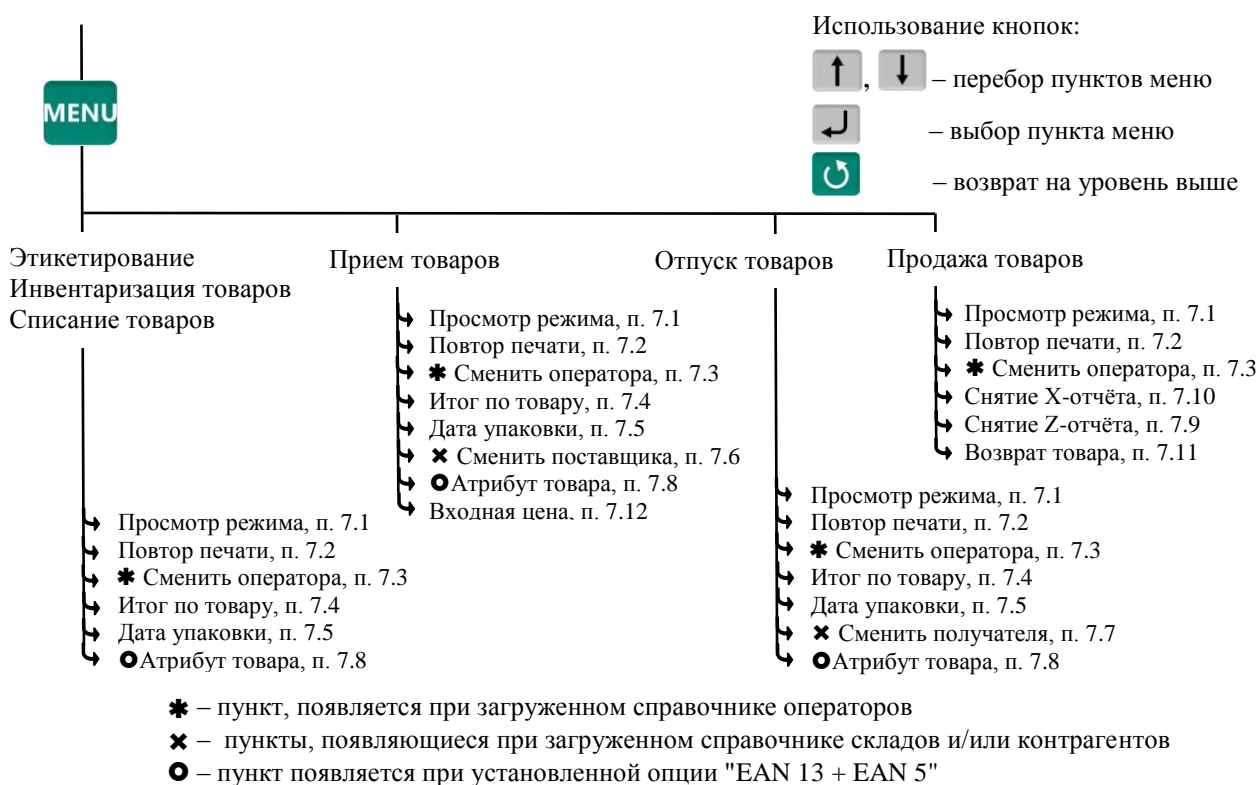 Использование кнопок:
, – перебор пунктов меню
– выбор пункта меню
– возврат на уровень выше
MENU
Этикетирование
Инвентаризация товаров
Списание товаров
Просмотр режима, п. 7.1
Повтор печати, п. 7.2
✱ Сменить оператора, п. 7.3
Итог по товару, п. 7.4
Дата упаковки, п. 7.5
Атрибут товара, п. 7.8
Прием товаров
Просмотр режима, п. 7.1
Повтор печати, п. 7.2
✱ Сменить оператора, п. 7.3
Итог по товару, п. 7.4
Дата упаковки, п. 7.5
✖ Сменить поставщика, п. 7.6
Атрибут товара, п. 7.8
Входная цена, п. 7.12
Отпуск товаров
Просмотр режима, п. 7.1
Повтор печати, п. 7.2
✱ Сменить оператора, п. 7.3
Итог по товару, п. 7.4
Дата упаковки, п. 7.5
✖ Сменить получателя, п. 7.7
Атрибут товара, п. 7.8
Продажа товаров
Просмотр режима, п. 7.1
Повтор печати, п. 7.2
✱ Сменить оператора, п. 7.3
Снятие X-отчёта, п. 7.10
Снятие Z-отчёта, п. 7.9
Возврат товара, п. 7.11
✱ – пункт, появляется при загруженном справочнике операторов
✖ – пункты, появляющиеся при загруженном справочнике складов и/или контрагентов
– пункт появляется при установленной опции "EAN 13 + EAN 5"